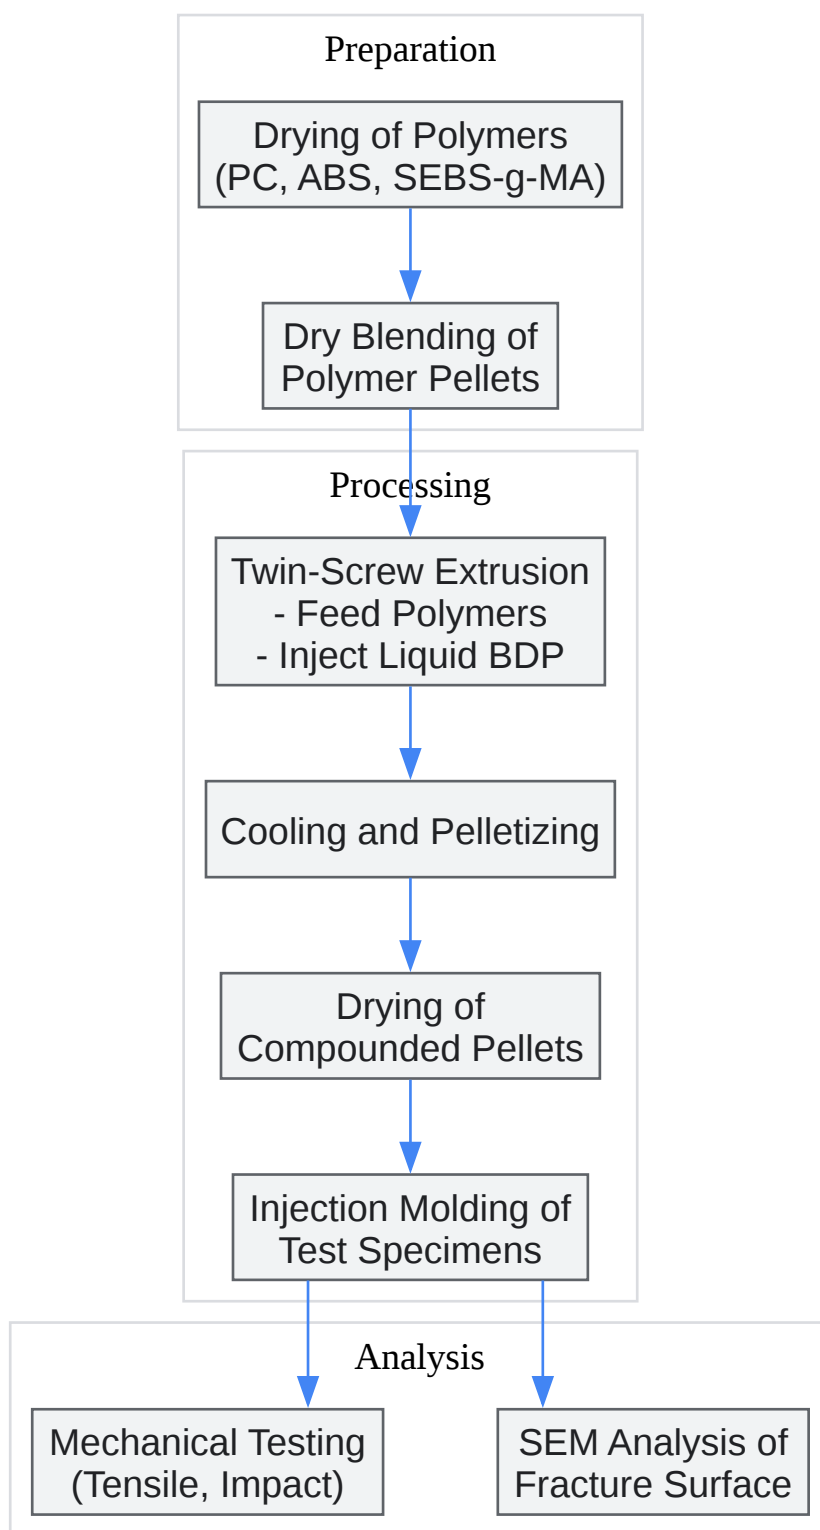 Preparation
Drying of Polymers
(PC, ABS, SEBS-g-MA)
Dry Blending of
Polymer Pellets
Processing
Twin-Screw Extrusion
- Feed Polymers
- Inject Liquid BDP
Cooling and Pelletizing
Drying of
Compounded Pellets
Injection Molding of
Test Specimens
Analysis
Mechanical Testing
(Tensile, Impact)
SEM Analysis of
Fracture Surface